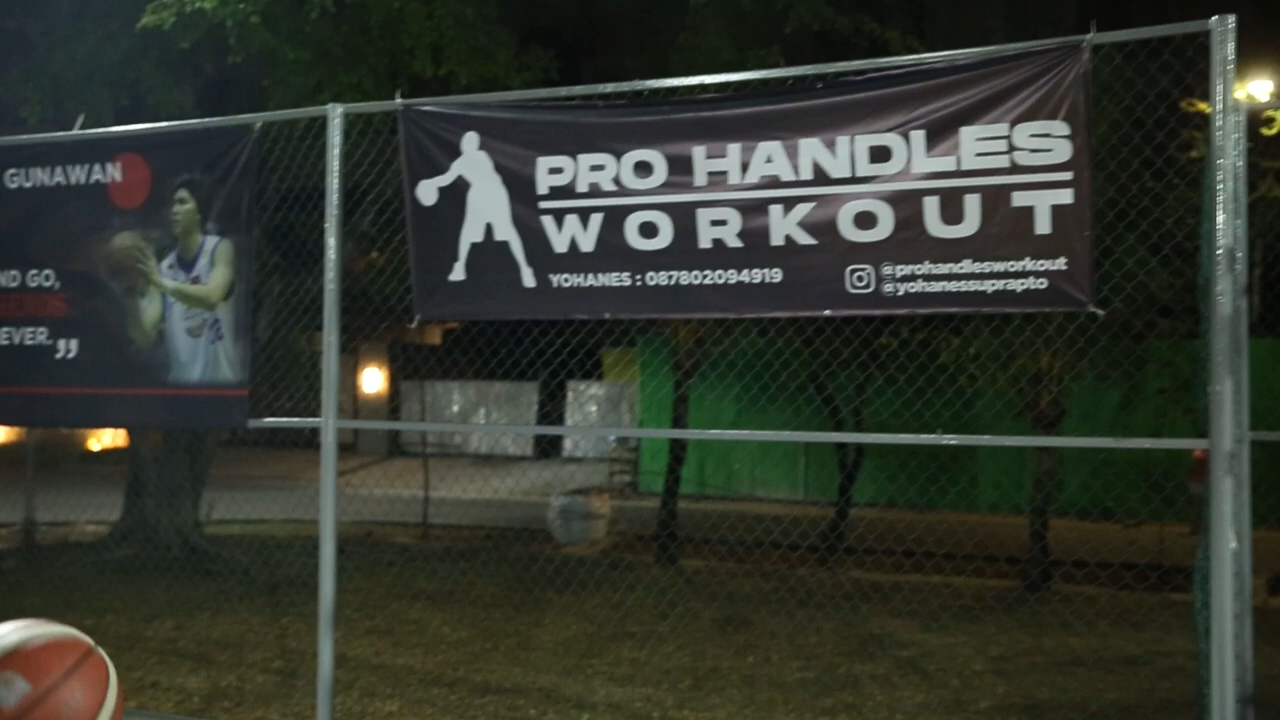 GUNAWAN
ND GO,
EVER.”
PRO HANDLES
WORKOUT
YOHANES : 087802094919
@prohandlesworkout
@yohanessuprapto